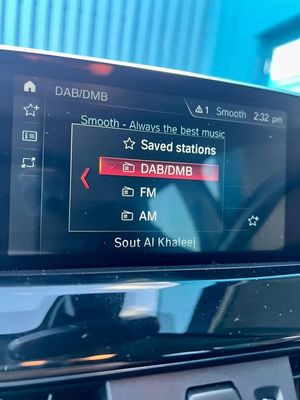 DAB/DMB
1 Smooth 2:32 pm
Smooth - Always the best music
Saved stations
DAB/DMB
FM
AM
Sout Al Khaleej